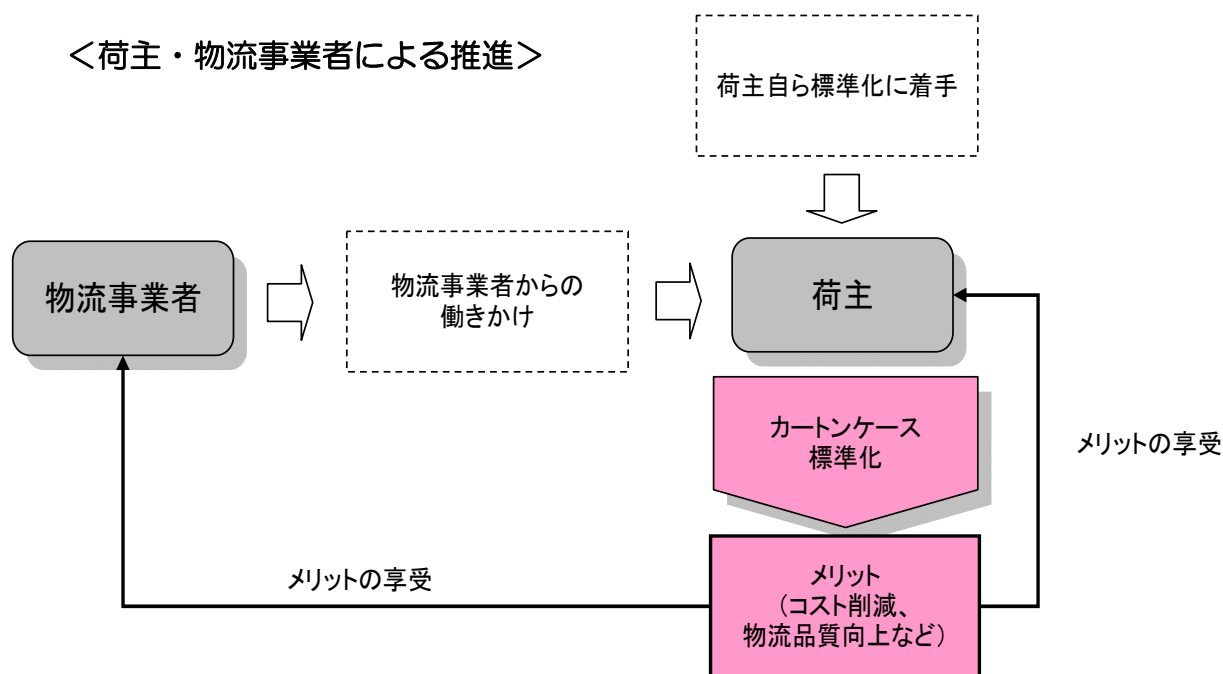 ＜荷主・物流事業者による推進＞
荷主自ら標準化に着手
物流事業者
物流事業者からの
働きかけ
荷主
カートンケース
標準化
メリットの享受
メリットの享受
メリット
（コスト削減、
物流品質向上など）